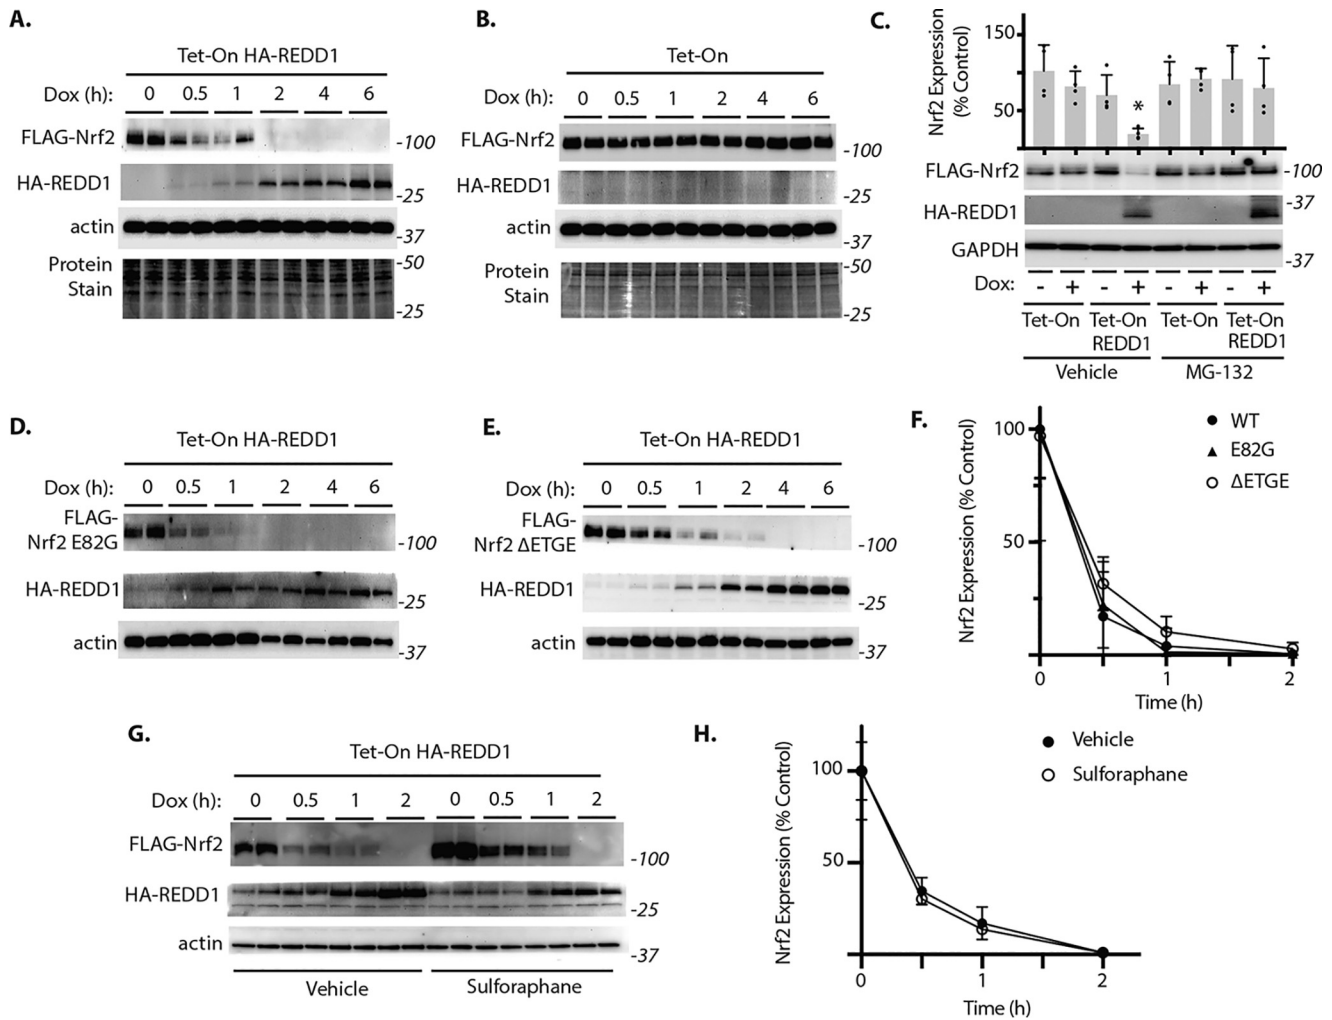 A.
Tet-On HA-REDD1
Dox (h): 0 0.5 1 2 4 6
FLAG-Nrf2
-100
HA-REDD1
-25
actin
-37
Protein
Stain
-50
-25
B.
Tet-On
Dox (h): 0 0.5 1 2 4 6
FLAG-Nrf2
-100
HA-REDD1
-25
actin
-37
Protein
Stain
-50
-25
C.
Nrf2 Expression
(% Control)
150
50
*
FLAG-Nrf2
-100
HA-REDD1
-37
GAPDH
-37
Dox: - + - + - + - +
Tet-On Tet-On Tet-On Tet-On
REDD1 REDD1
Vehicle MG-132
D.
Tet-On HA-REDD1
Dox (h): 0 0.5 1 2 4 6
FLAG-
Nrf2 E82G
-100
HA-REDD1
-25
actin
-37
E.
Tet-On HA-REDD1
Dox (h): 0 0.5 1 2 4 6
FLAG-
Nrf2 ΔETGE
-100
HA-REDD1
-25
actin
-37
F.
WT
E82G
ΔETGE
Nrf2 Expression (% Control)
100
50
0 1 2
Time (h)
G.
Tet-On HA-REDD1
Dox (h): 0 0.5 1 2 0 0.5 1 2
FLAG-Nrf2
-100
HA-REDD1
-25
actin
-37
Vehicle Sulforaphane
H.
Vehicle
Sulforaphane
Nrf2 Expression (% Control)
100
50
0 1 2
Time (h)